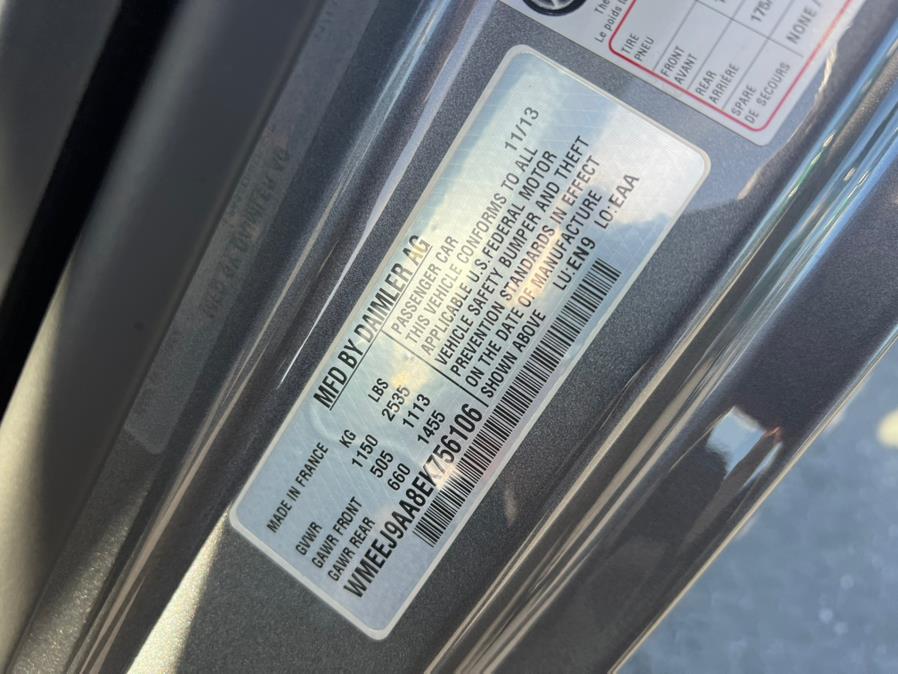 MFD BY DAIMLER AG 11/13
MADE IN FRANCE
PASSENGER CAR
THIS VEHICLE CONFORMS TO ALL
APPLICABLE U.S. FEDERAL MOTOR
VEHICLE SAFETY BUMPER AND THEFT
PREVENTION STANDARDS IN EFFECT
ON THE DATE OF MANUFACTURE
SHOWN ABOVE
LU:EN9 LO:EAA
KG LBS
GVWR 1150 2535
GAWR FRONT 505 1113
GAWR REAR 660 1455
WMEEJ9AA8EK756106
The
Le poids
TIRE
PNEU
FRONT
AVANT
REAR
ARRIÈRE
SPARE
DE SECOURS
NONE /